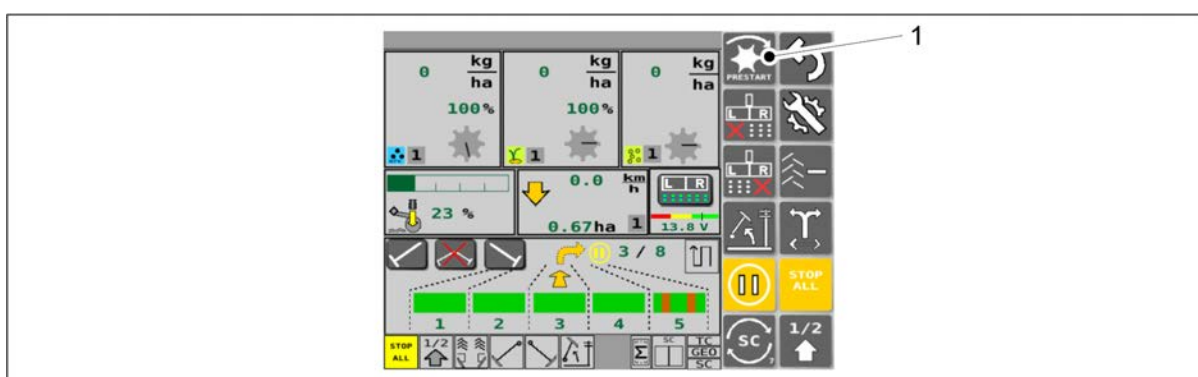 1
0 kg/ha 0 kg/ha 0 kg/ha
PRESTART
100% 100%
L R
1 1 1
0.0 km/h
L R
L R
23 %
0.67ha 1 13.8 V
3 / 8
STOP ALL
1 2 3 4 5
SC 7
1/2
STOP ALL
1/2
Σ
SC
TC
GEO
SC